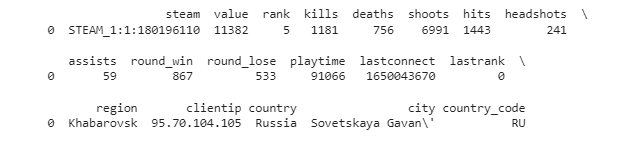 steam value rank kills deaths shoots hits headshots \
0 STEAM_1:1:180196110 11382 5 1181 756 6991 1443 241
assists round_win round_lose playtime lastconnect lastrank \
0 59 867 533 91066 1650043670 0
region clientip country city country_code
0 Khabarovsk 95.70.104.105 Russia Sovetskaya Gavan\' RU